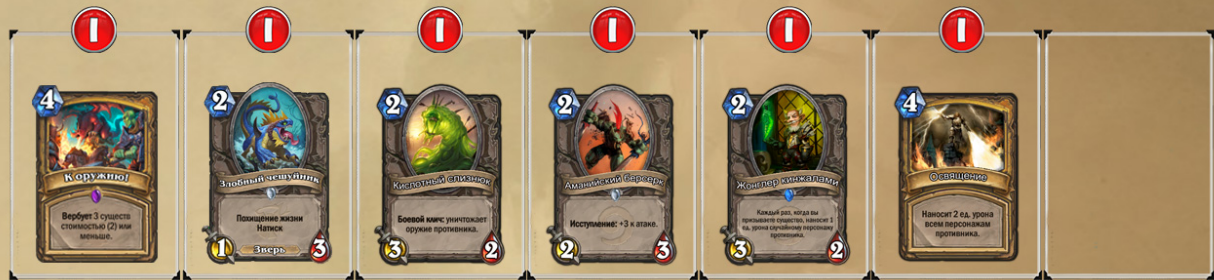 I
I
I
I
I
I
4
К оружию!
Вербует 3 существ
стоимостью (2) или
меньше.
2
Злобный чешуйник
Похищение жизни
Натиск
1
Зверь
3
2
Кислотный слизнюк
Боевой клич: уничтожает
оружие противника.
3
2
2
Аманийский берсерк
Исступление: +3 к атаке.
2
3
2
Жонглер кинжалами
Каждый раз, когда вы
призываете существо, наносит 1
ед. урона случайному персонажу
противника.
3
2
4
Освящение
Наносит 2 ед. урона
всем персонажам
противника.